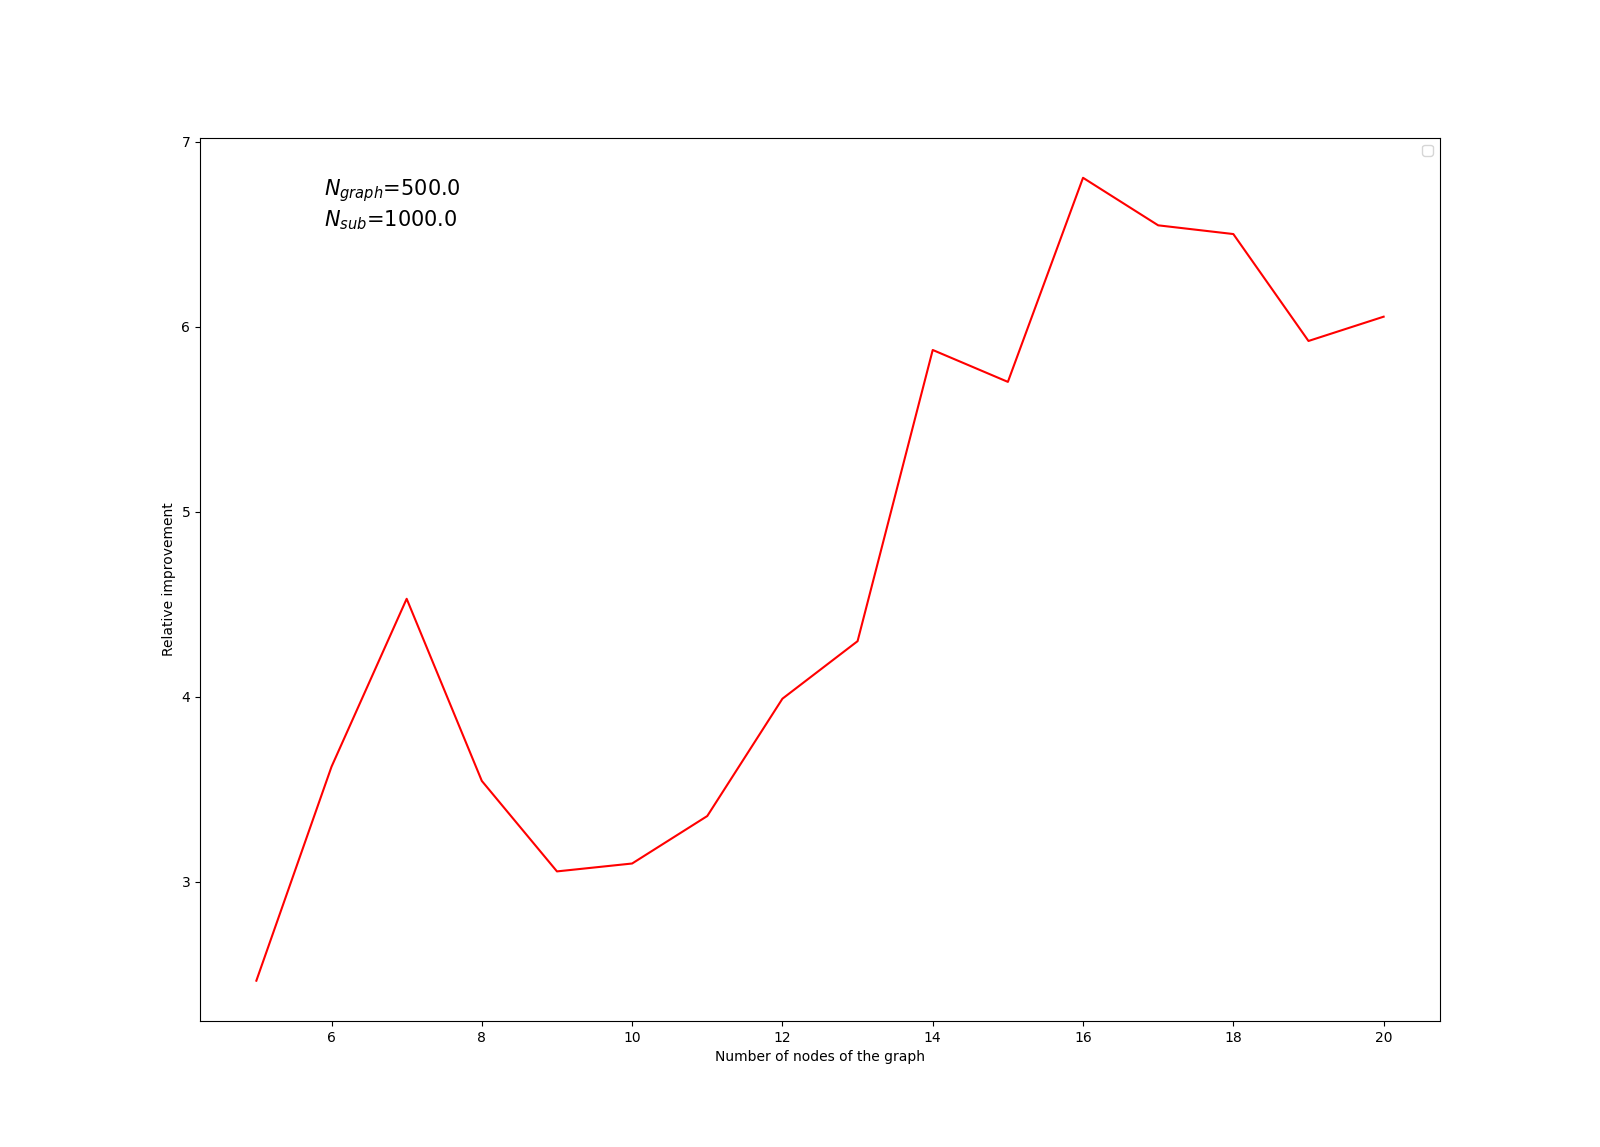 N_graph=500.0
N_sub=1000.0
7
6
5
4
3
Relative improvement
6 8 10 12 14 16 18 20
Number of nodes of the graph